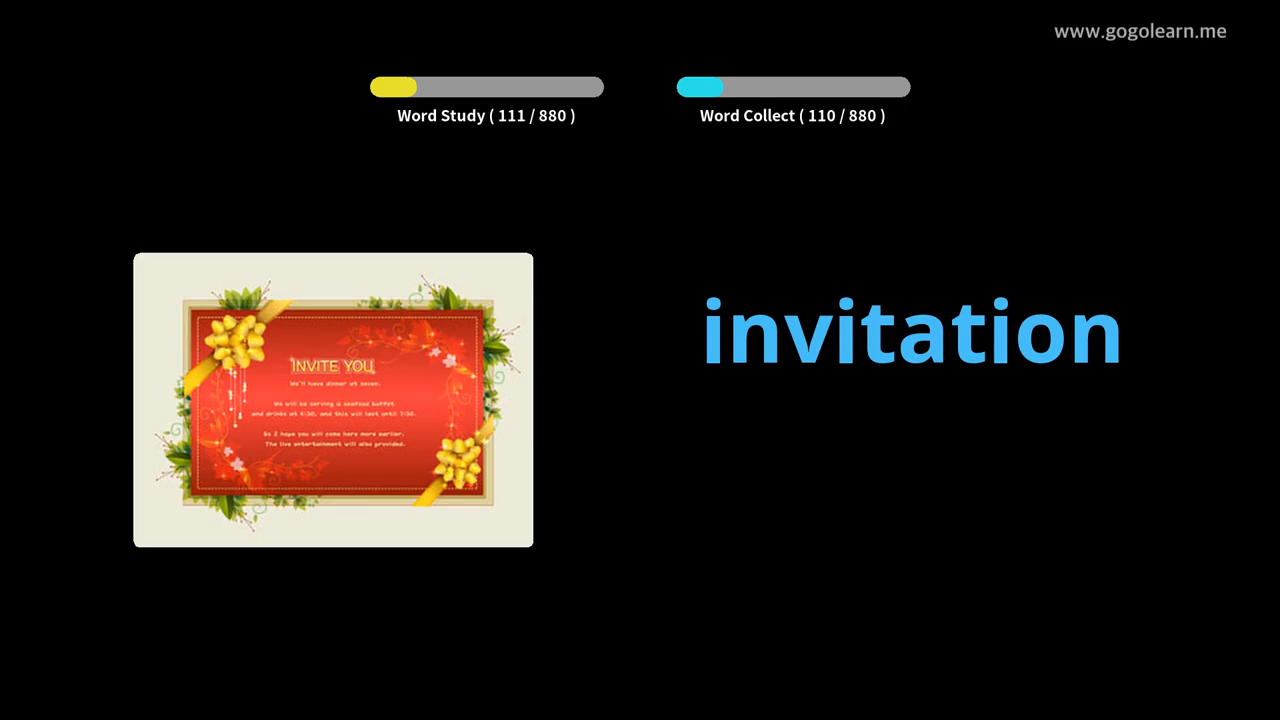 www.gogolearn.me
Word Study ( 111 / 880 )
Word Collect ( 110 / 880 )
INVITE YOU
We'll have dinner at seven.
We will be serving a seafood buffet
and drinks at 6:30, and this will last until 7:30.
So I hope you will come here more earlier.
The live entertainment will also provided.
invitation